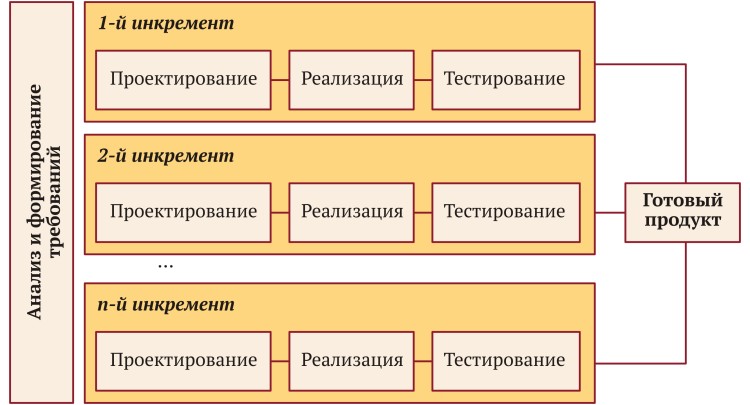 Анализ и формирование
требований
1-й инкремент
Проектирование
Реализация
Тестирование
2-й инкремент
Проектирование
Реализация
Тестирование
...
n-й инкремент
Проектирование
Реализация
Тестирование
Готовый
продукт